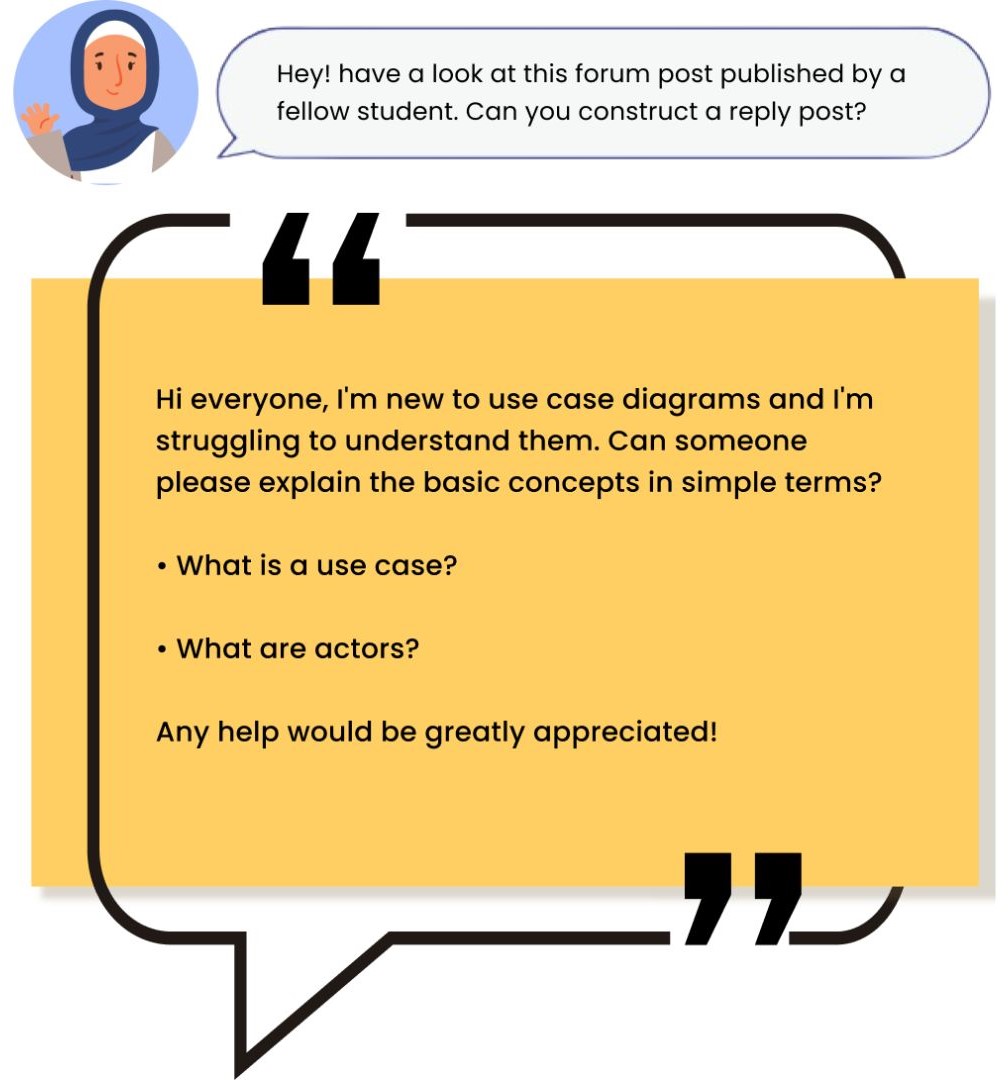 Hey! have a look at this forum post published by a
fellow student. Can you construct a reply post?
“
Hi everyone, I'm new to use case diagrams and I'm
struggling to understand them. Can someone
please explain the basic concepts in simple terms?
• What is a use case?
• What are actors?
Any help would be greatly appreciated!
”